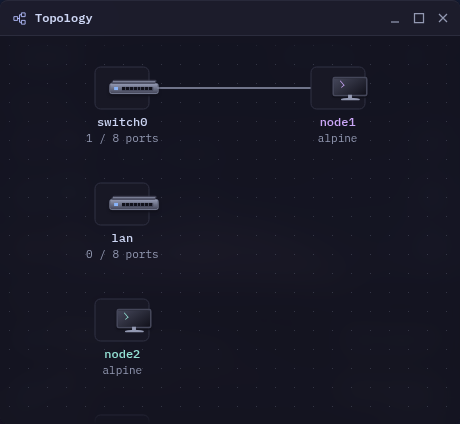 Topology
switch0
1 / 8 ports
node1
alpine
lan
0 / 8 ports
node2
alpine